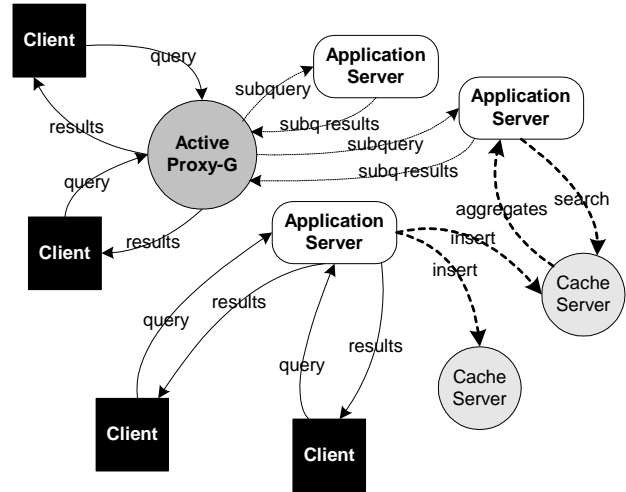 Client
query
Application
Server
subquery
Application
Server
results
Active
Proxy-G
subq results
subquery
subq results
query
Client
results
Application
Server
aggregates
search
insert
insert
Cache
Server
results
query
results
query
Cache
Server
Client
Client